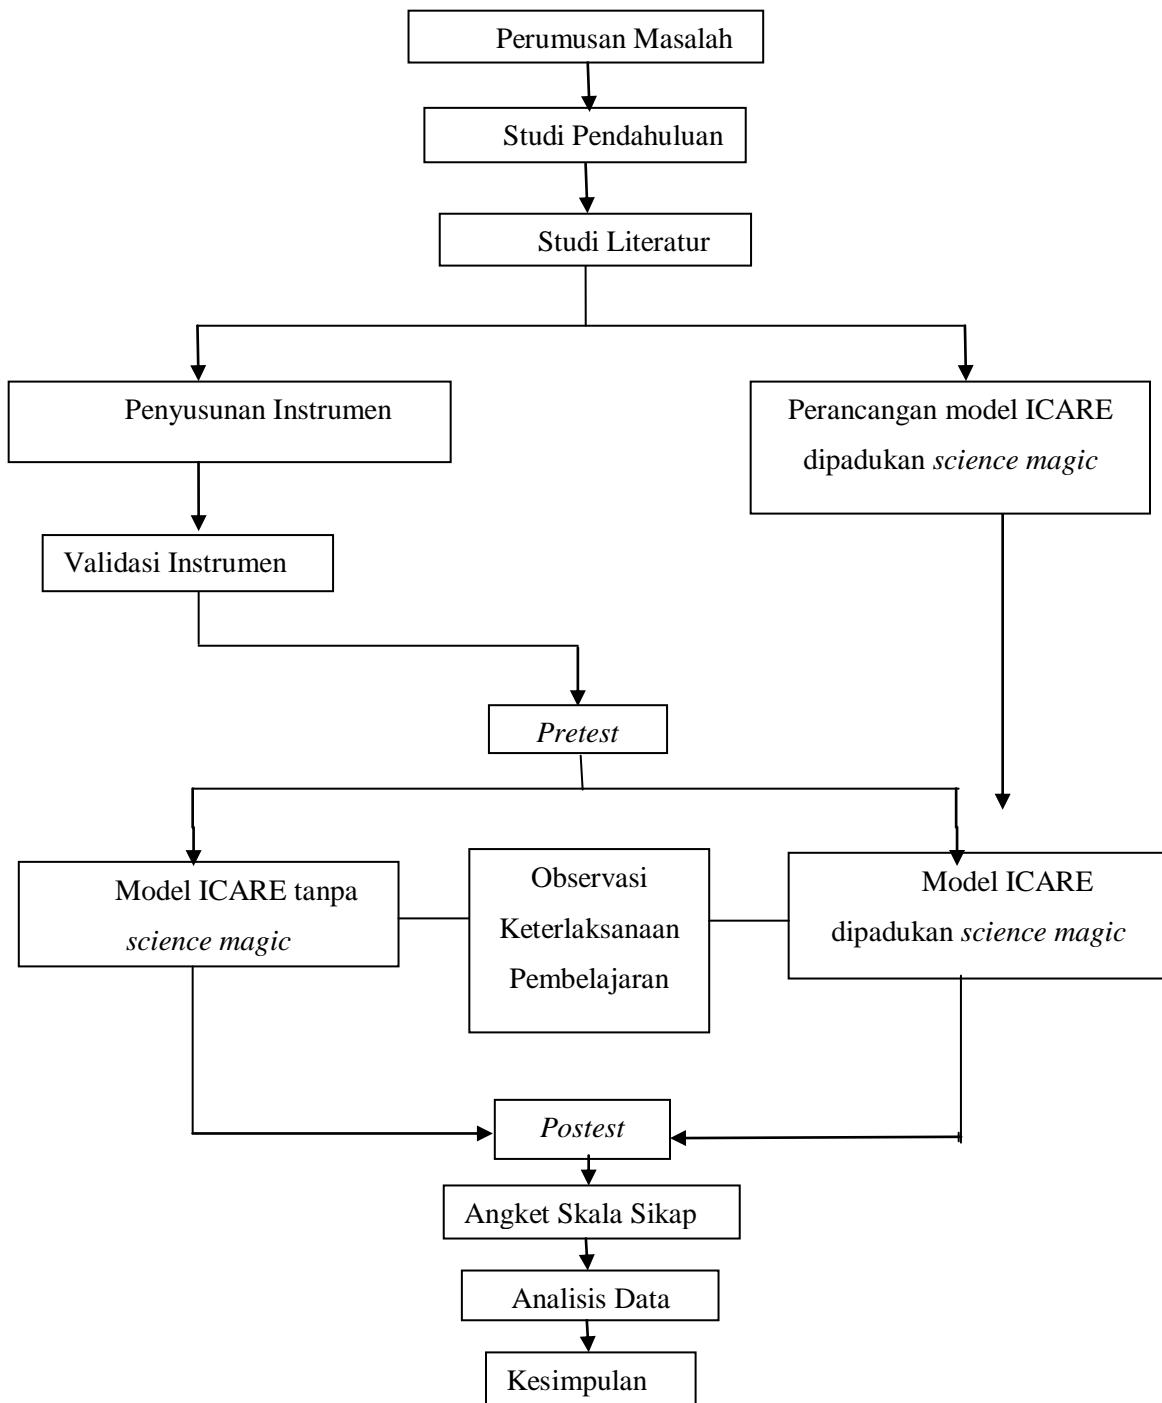 Perumusan Masalah
Studi Pendahuluan
Studi Literatur
Penyusunan Instrumen
Perancangan model ICARE
dipadukan science magic
Validasi Instrumen
Pretest
Model ICARE tanpa
science magic
Observasi
Keterlaksanaan
Pembelajaran
Model ICARE
dipadukan science magic
Postest
Angket Skala Sikap
Analisis Data
Kesimpulan